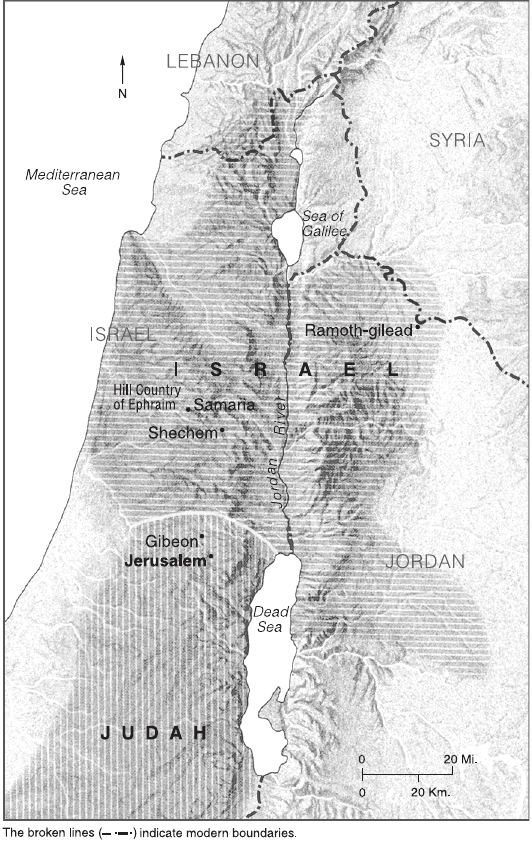 LEBANON
N
SYRIA
Mediterranean
Sea
Sea of
Galilee
Ramoth-gilead
ISRAEL
I S R A E L
Hill Country
of Ephraim
Samaria
Shechem
Jordan River
Gibeon
Jerusalem
JORDAN
Dead
Sea
J U D A H
0 20 Mi.
0 20 Km.
The broken lines (— · —·) indicate modern boundaries.